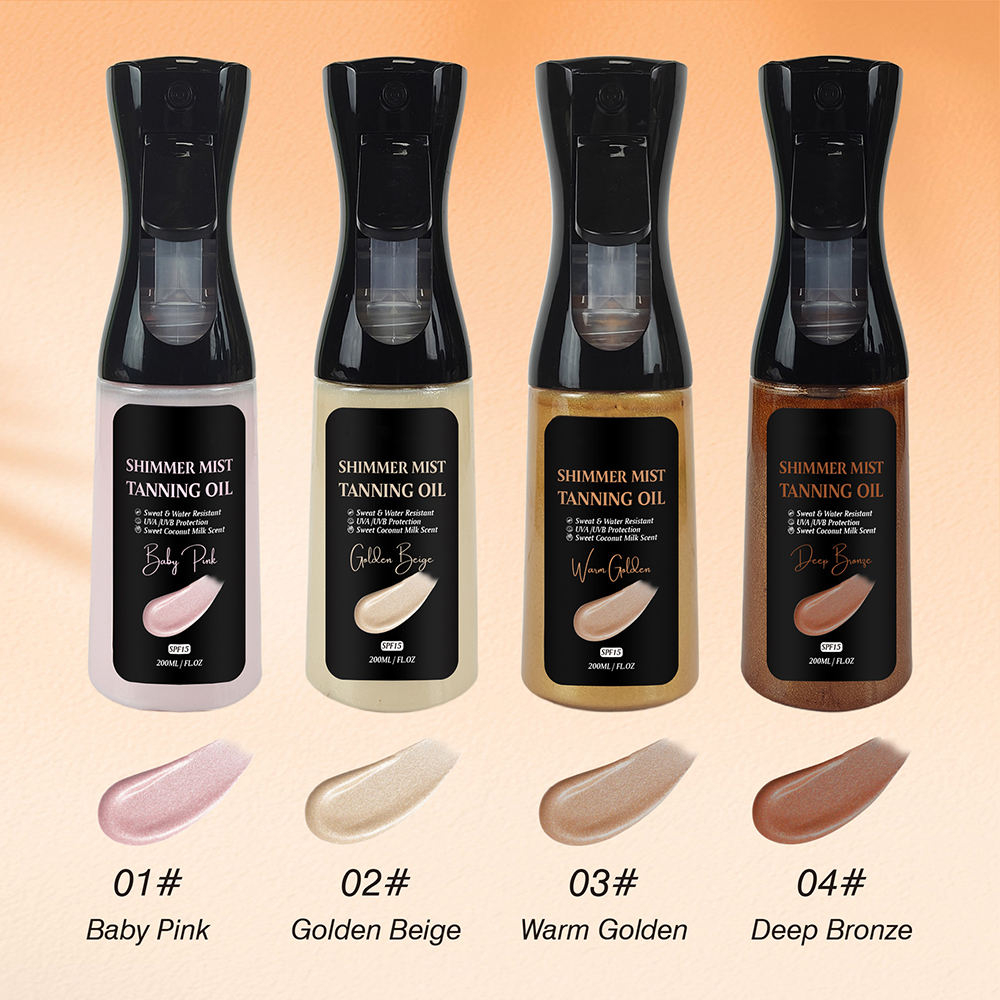 SHIMMER MIST
TANNING OIL
Sweat & Water Resistant
UVA /UVB Protection
Sweet Coconut Milk Scent
Baby Pink
SPF15
200ML / FL.OZ
SHIMMER MIST
TANNING OIL
Sweat & Water Resistant
UVA /UVB Protection
Sweet Coconut Milk Scent
Golden Beige
SPF15
200ML / FL.OZ
SHIMMER MIST
TANNING OIL
Sweat & Water Resistant
UVA /UVB Protection
Sweet Coconut Milk Scent
Warm Golden
SPF15
200ML / FL.OZ
SHIMMER MIST
TANNING OIL
Sweat & Water Resistant
UVA /UVB Protection
Sweet Coconut Milk Scent
Deep Bronze
SPF15
200ML / FL.OZ
01#
Baby Pink
02#
Golden Beige
03#
Warm Golden
04#
Deep Bronze